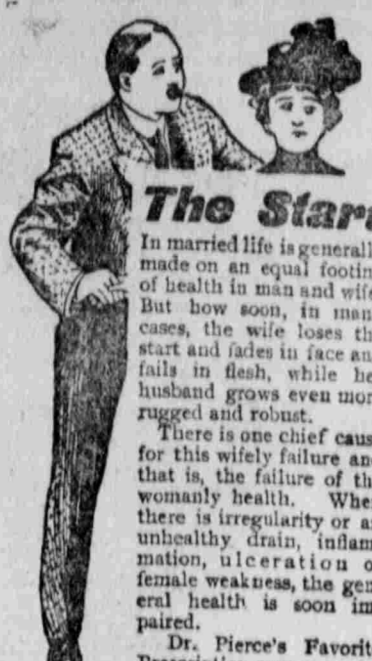 The Start
In married life is generall
made on an equal footin
of health in man and wife
But how soon, in man
cases, the wife loses th
start and fades in face an
fails in flesh, while he
husband grows even mor
rugged and robust.
There is one chief caus
for this wifely failure an
that is, the failure of th
womanly health. Whe
there is irregularity or a
unhealthy drain, inflam
mation, ulceration o
female weakness, the gen
eral health is soon im
paired.
Dr. Pierce's Favorit